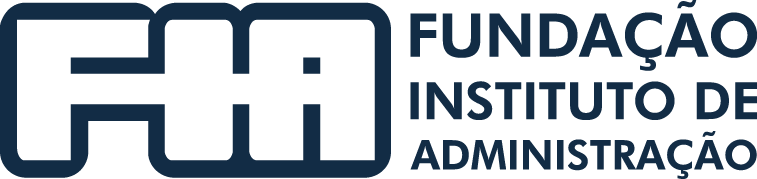 FIA
FUNDAÇÃO
INSTITUTO DE
ADMINISTRAÇÃO